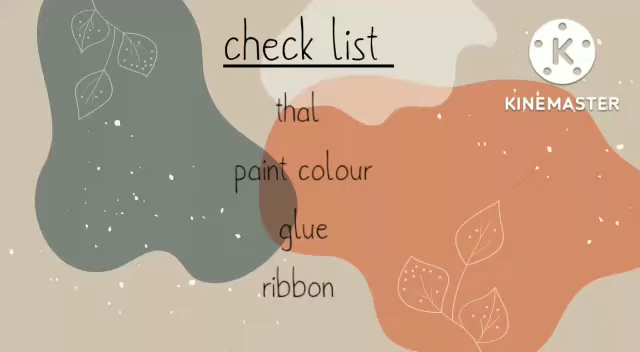 check list
K
KINEMASTER
thal
paint colour
glue
ribbon